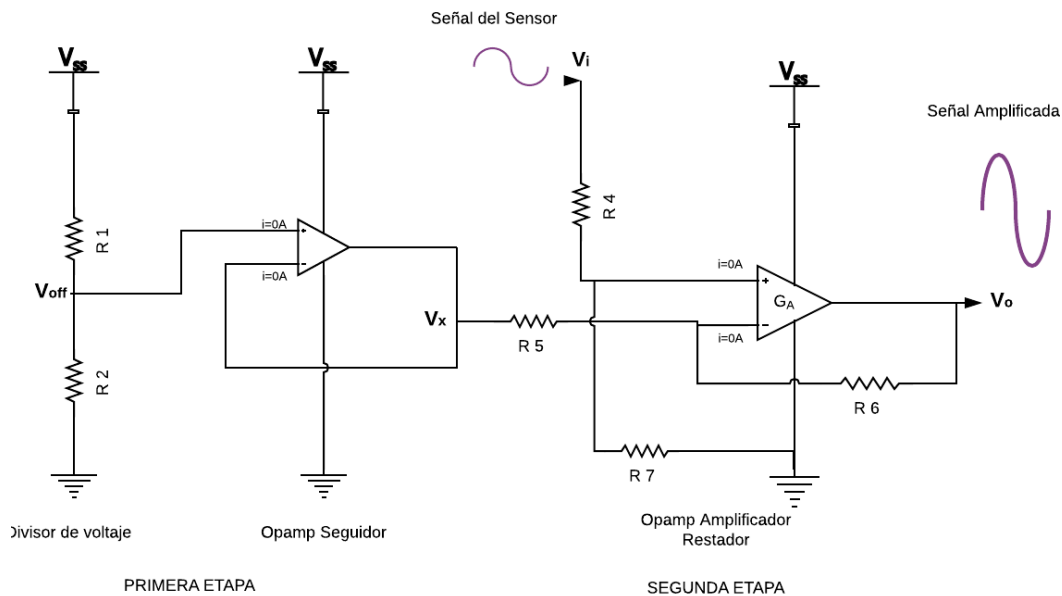 Señal del Sensor
Vss
Vss
Vi
Vss
Señal Amplificada
R 1
i=0A
i=0A
R 4
i=0A
Voff
Vx
GA
Vo
i=0A
R 2
R 5
R 6
R 7
Divisor de voltaje
Opamp Seguidor
Opamp Amplificador
Restador
PRIMERA ETAPA
SEGUNDA ETAPA